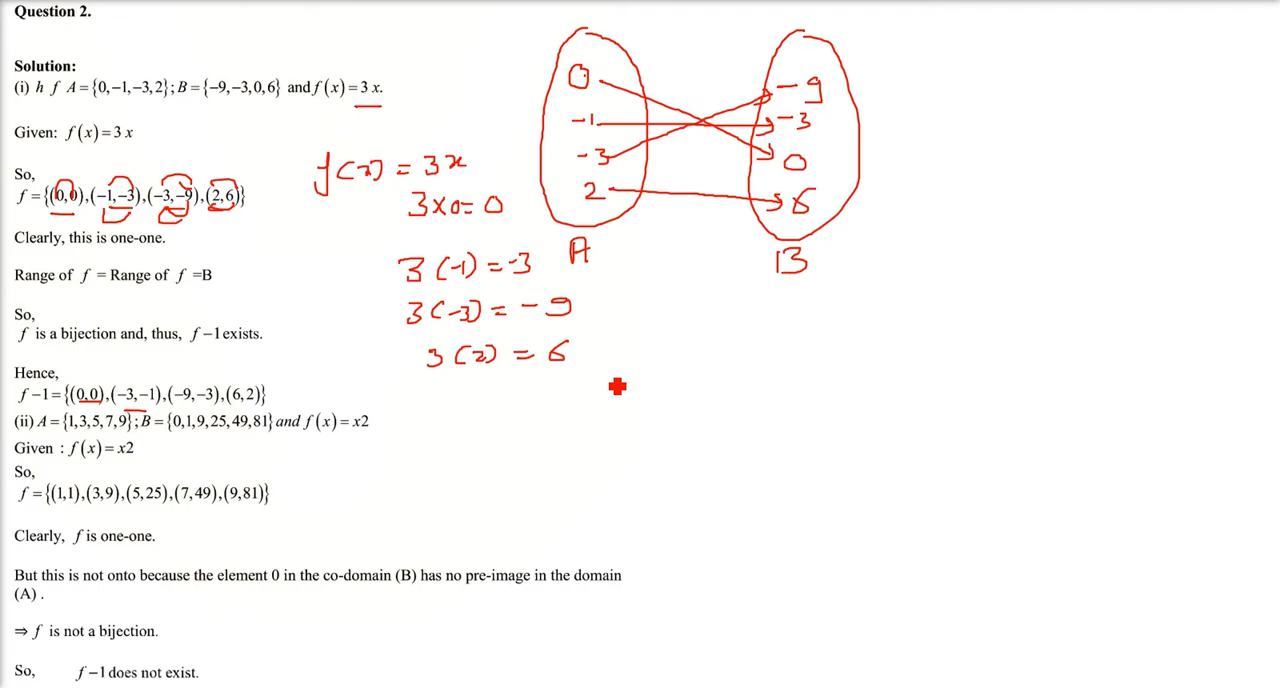 Question 2.
Solution:
(i) h f A = {0, −1, −3, 2}; B = {−9, −3, 0, 6} and f(x) = 3 x.
Given: f(x) = 3 x
So,
f = {(0,0), (−1, −3), (−3, −9), (2, 6)}
Clearly, this is one-one.
Range of f = Range of f =B
So,
f is a bijection and, thus, f −1 exists.
Hence,
f −1 = {(0,0), (−3, −1), (−9, −3), (6, 2)}
(ii) A = {1,3,5,7,9}; B = {0,1,9,25,49,81} and f(x) = x2
Given : f(x) = x2
So,
f = {(1,1), (3,9), (5,25), (7,49), (9,81)}
Clearly, f is one-one.
But this is not onto because the element 0 in the co-domain (B) has no pre-image in the domain
(A) .
⇒ f is not a bijection.
So, f −1 does not exist.
f(x) = 3x
3x0=0
3(-1) = -3
3(-3) = -9
3(2) = 6
0
-1
-3
2
A
-9
-3
0
6
B